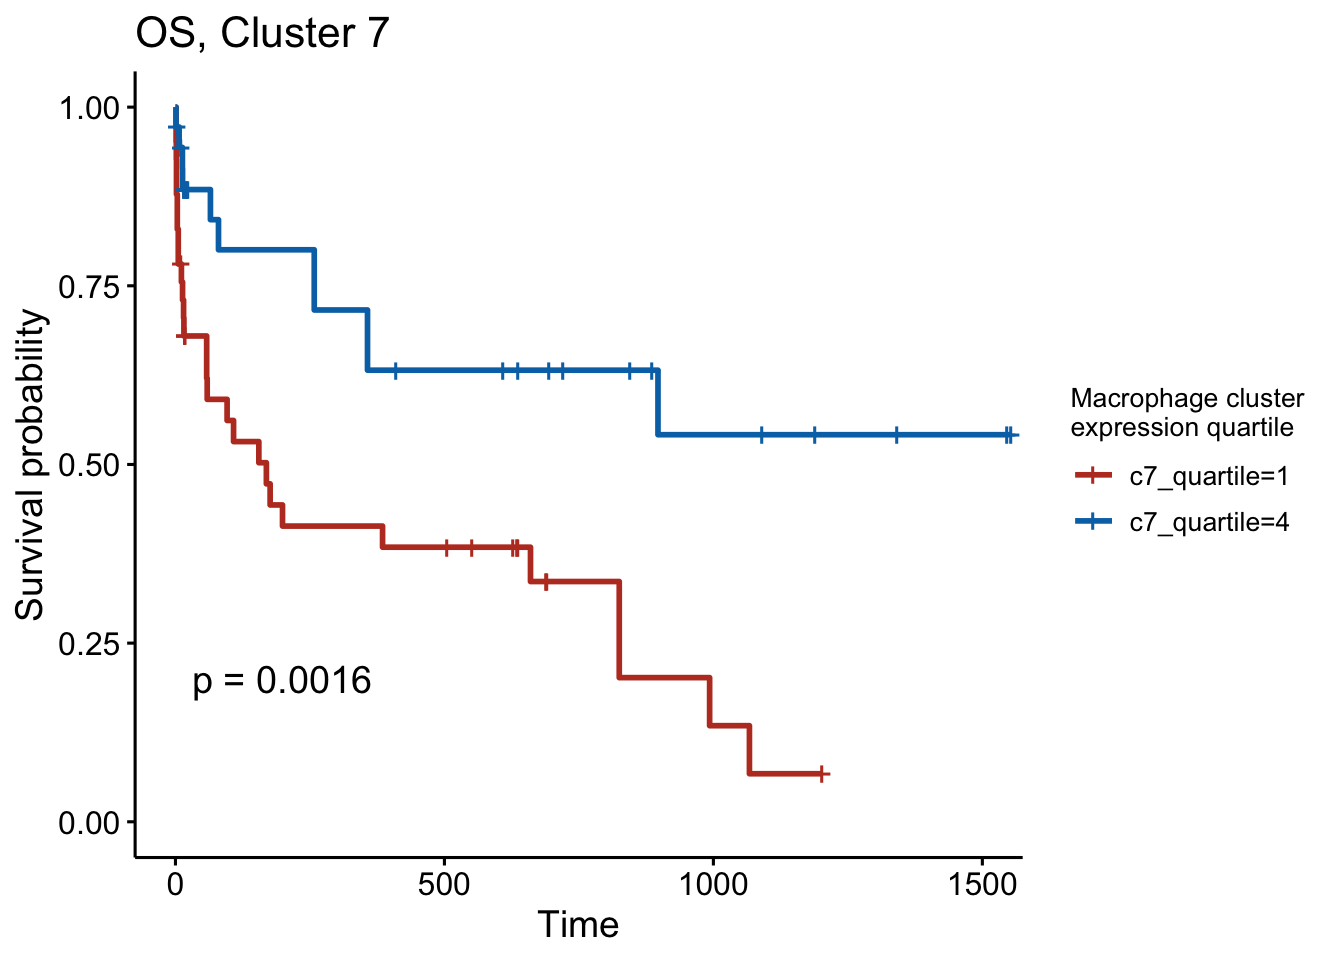 OS, Cluster 7
1.00
0.75
0.50
0.25
0.00
Survival probability
p = 0.0016
0
500
1000
1500
Time
Macrophage cluster
expression quartile
c7_quartile=1
c7_quartile=4